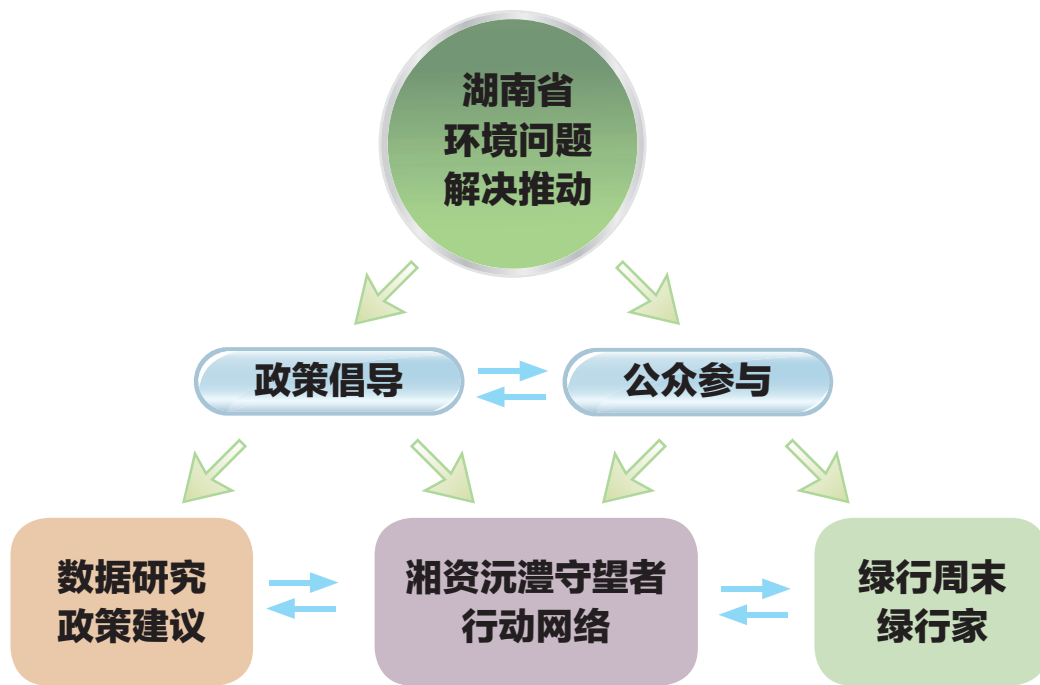 湖南省
环境问题
解决推动
政策倡导
公众参与
数据研究
政策建议
湘资沅澧守望者
行动网络
绿行周末
绿行家